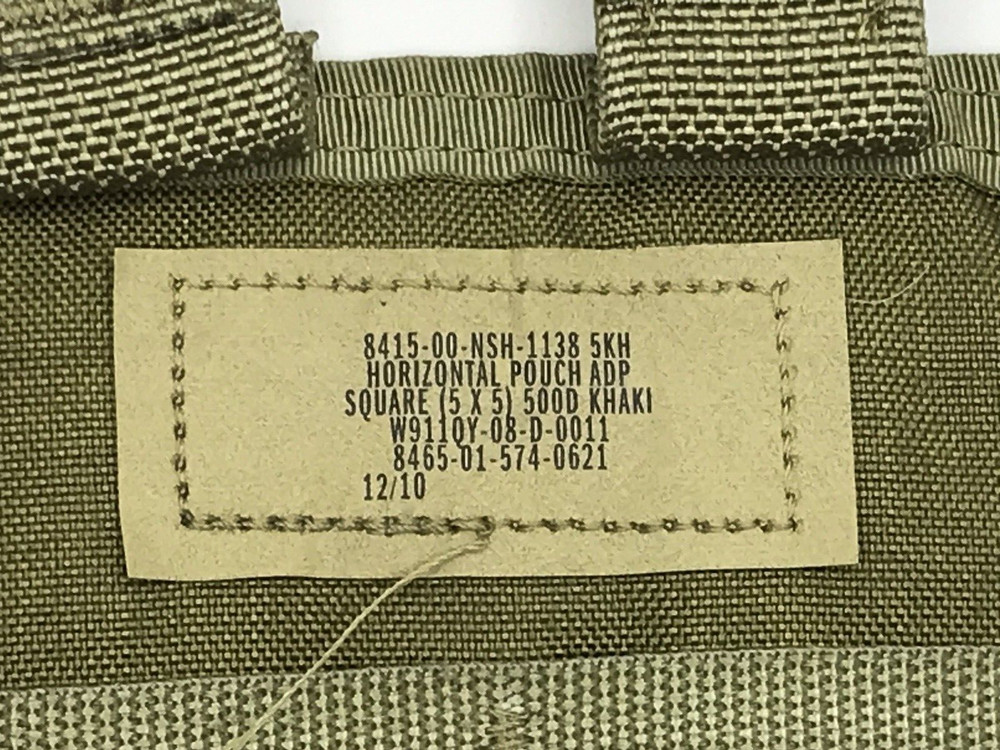 8415-00-NSH-1138 5KH
HORIZONTAL POUCH ADP
SQUARE (5 X 5) 500D KHAKI
W911QY-08-D-0011
8465-01-574-0621
12/10